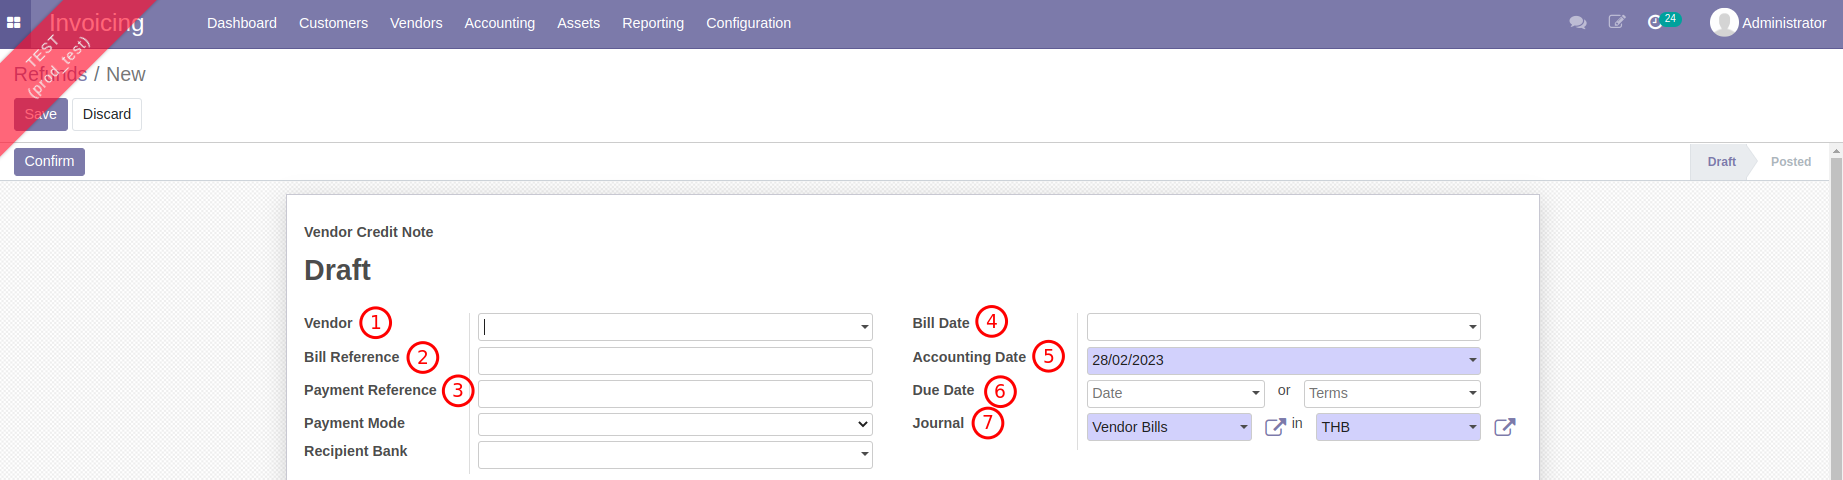 Invoicing Dashboard Customers Vendors Accounting Assets Reporting Configuration 24 Administrator
TEST
(prod_test)
Refunds / New
Save Discard
Confirm Draft Posted
Vendor Credit Note
Draft
Vendor 1 Bill Date 4
Bill Reference 2 Accounting Date 5 28/02/2023
Payment Reference 3 Due Date 6 Date or Terms
Payment Mode Journal 7 Vendor Bills in THB
Recipient Bank